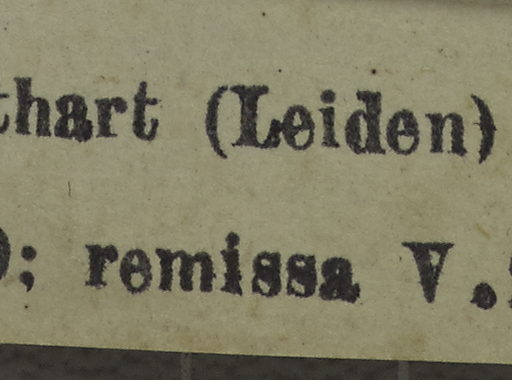 thart (Leiden)
); remissa V.